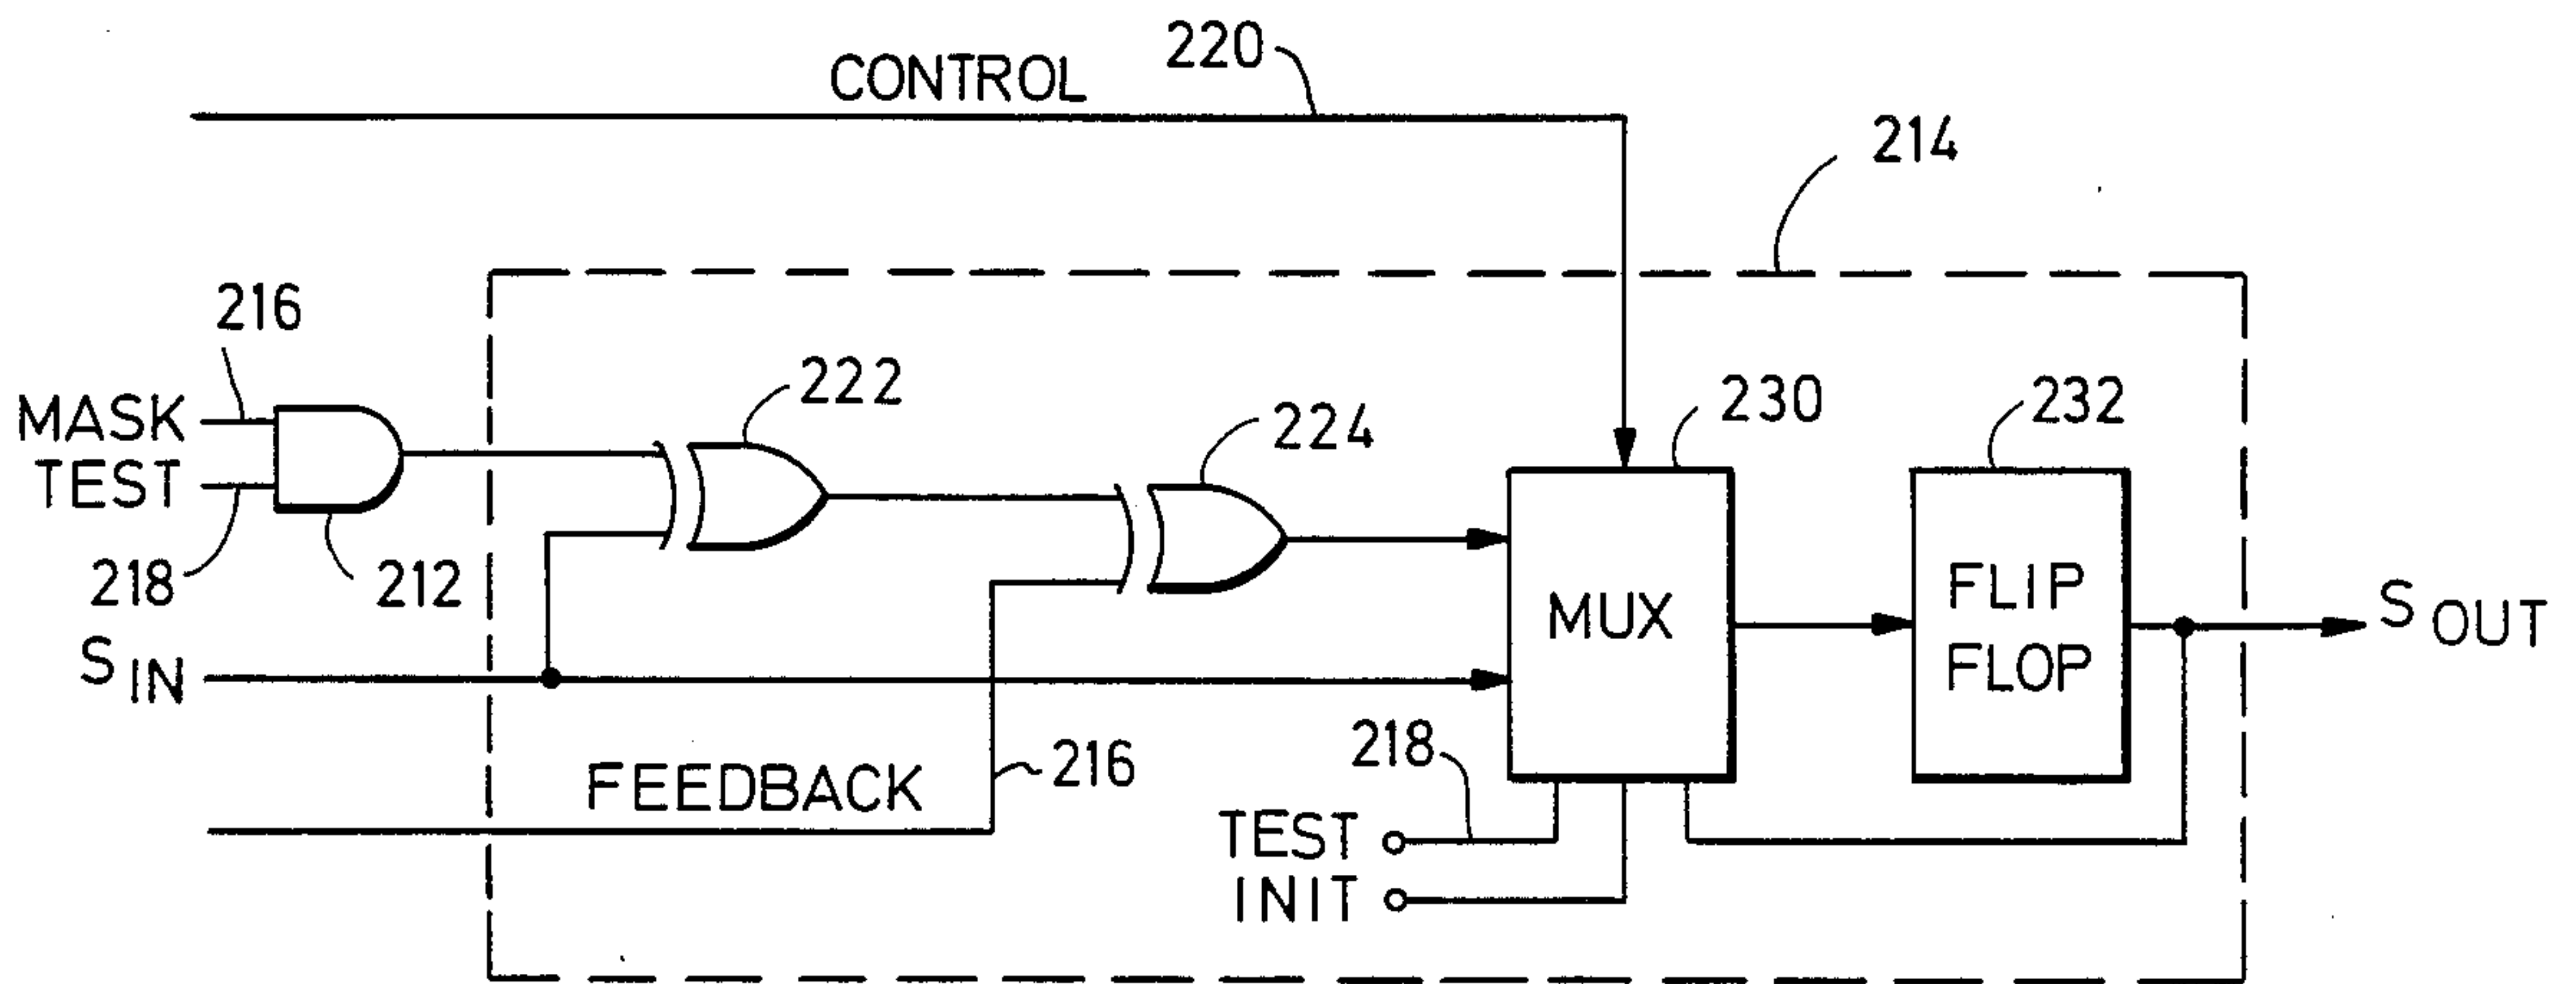 220
CONTROL
214
216
MASK
TEST
218
212
222
224
230
232
S IN
FEEDBACK
216
MUX
FLIP
FLOP
S OUT
218
TEST
INIT